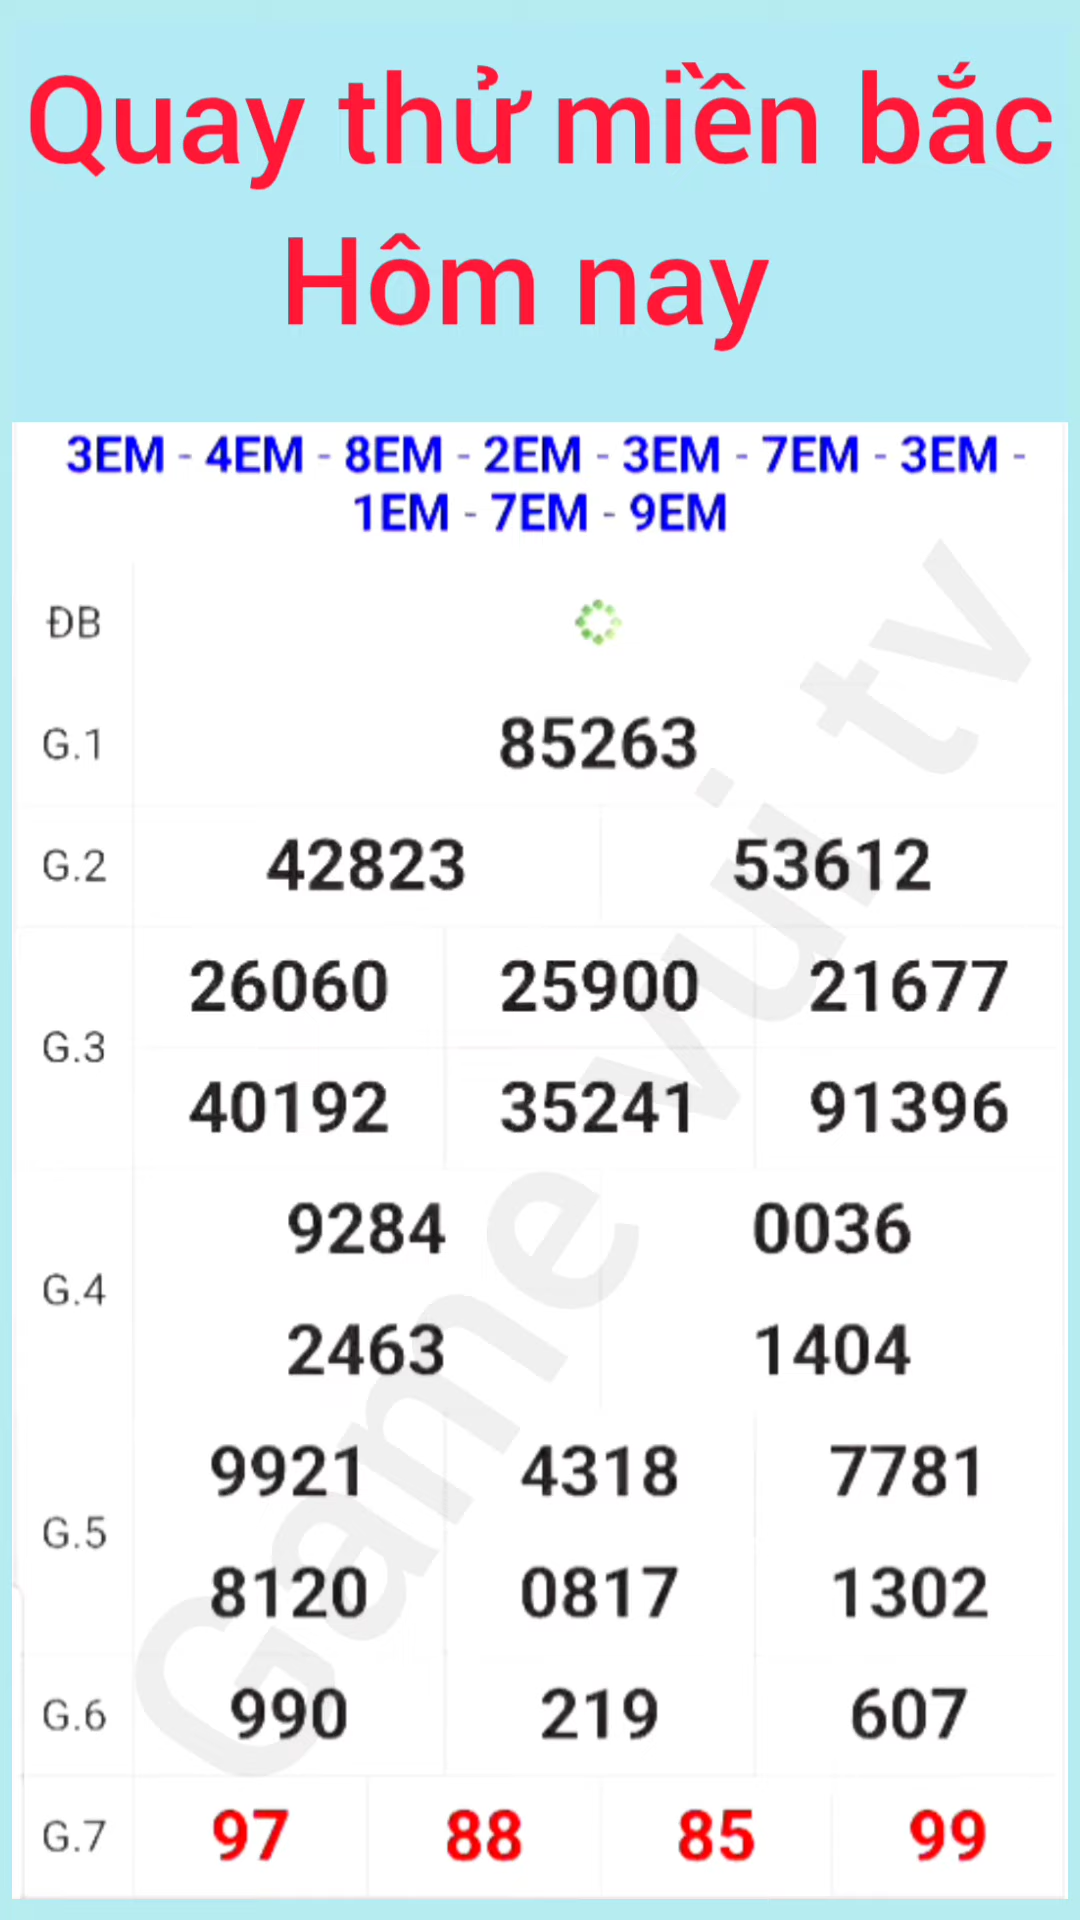 Quay thử miền bắc
Hôm nay
3EM - 4EM - 8EM - 2EM - 3EM - 7EM - 3EM -
1EM - 7EM - 9EM
ĐB
G.1 85263
G.2 42823 53612
G.3 26060 25900 21677
40192 35241 91396
G.4 9284 0036
2463 1404
G.5 9921 4318 7781
8120 0817 1302
G.6 990 219 607
G.7 97 88 85 99
Game vui tv